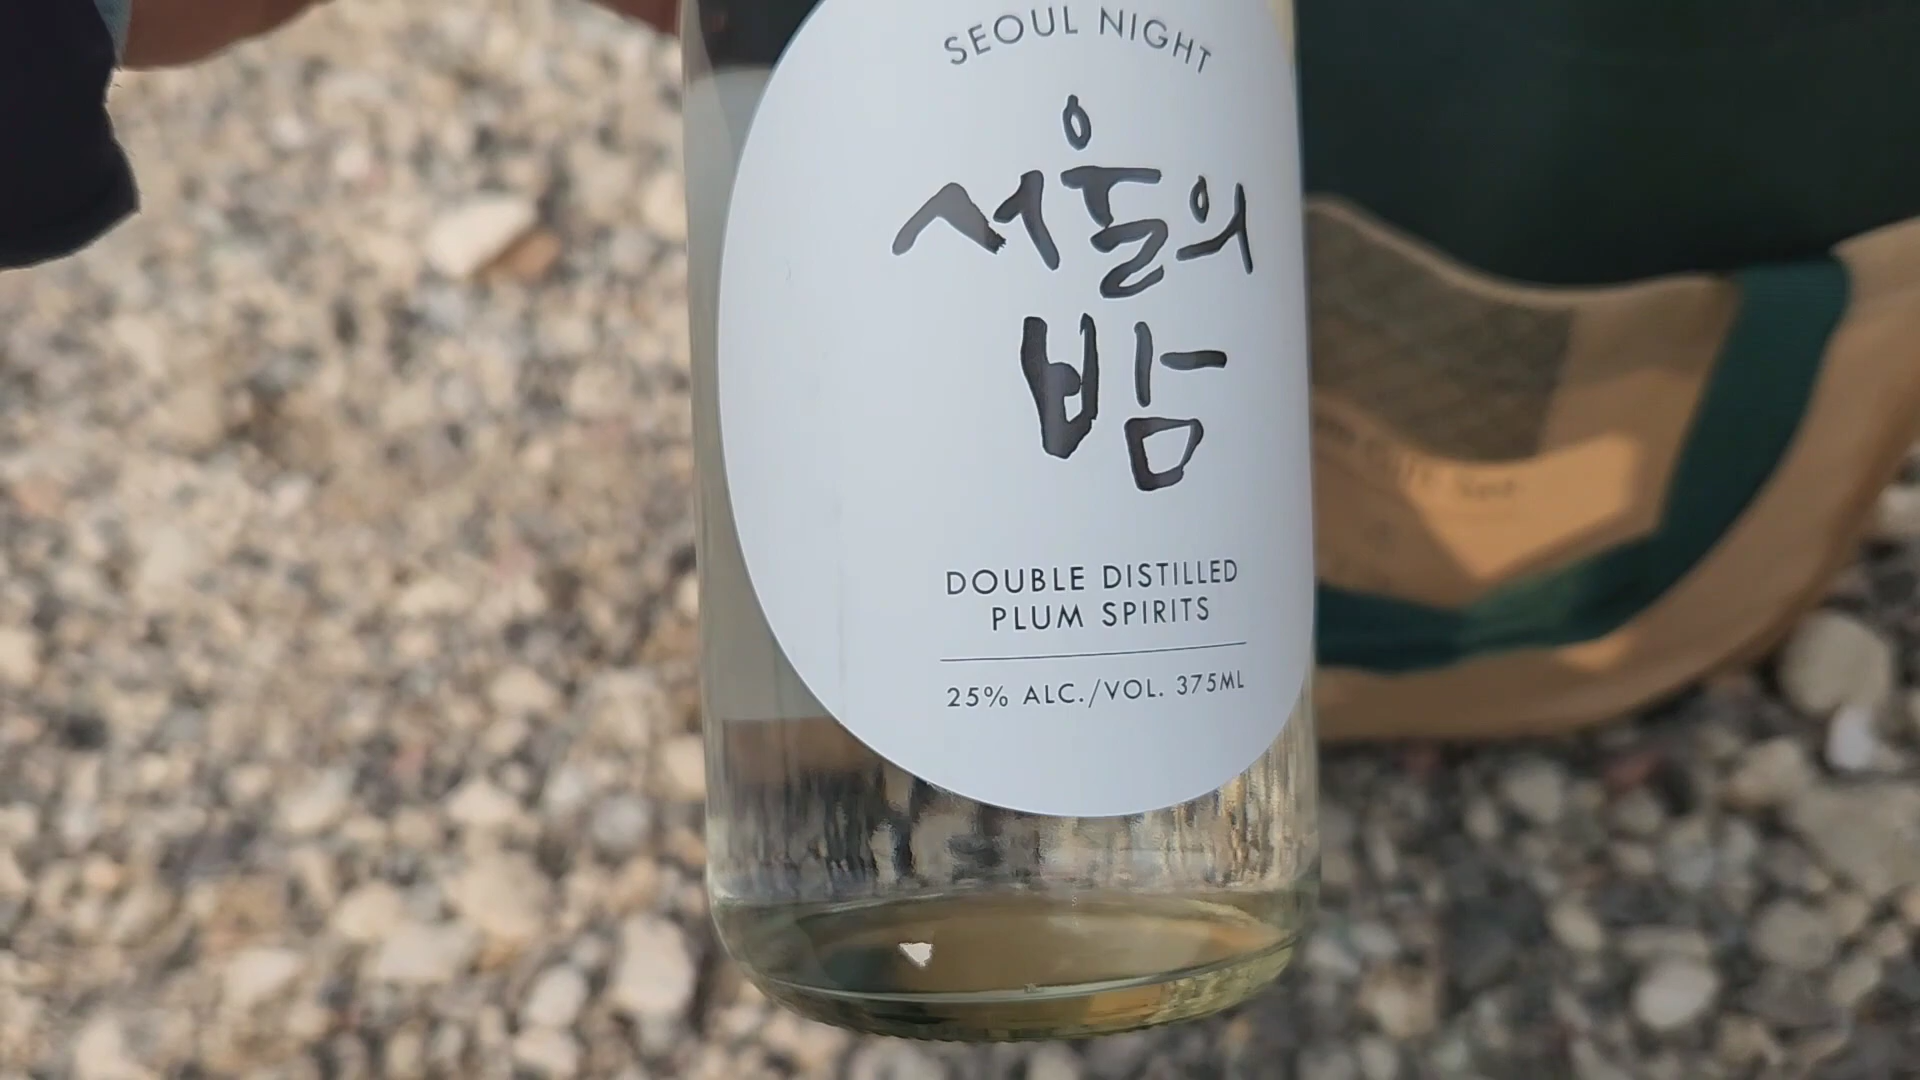 SEOUL NIGHT
서울의
밤
DOUBLE DISTILLED
PLUM SPIRITS
25% ALC./VOL. 375ML